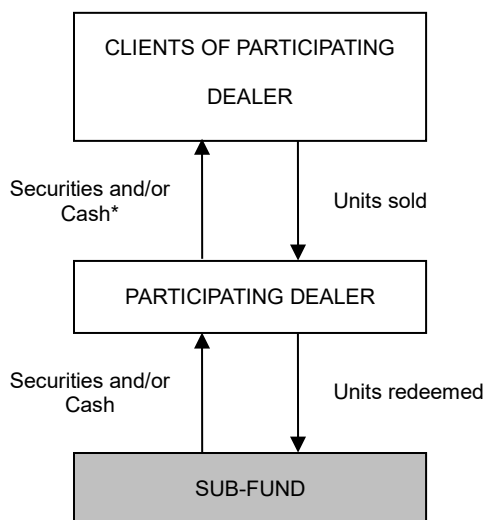 CLIENTS OF PARTICIPATING
DEALER
Securities and/or
Cash*
Units sold
PARTICIPATING DEALER
Securities and/or
Cash
Units redeemed
SUB-FUND